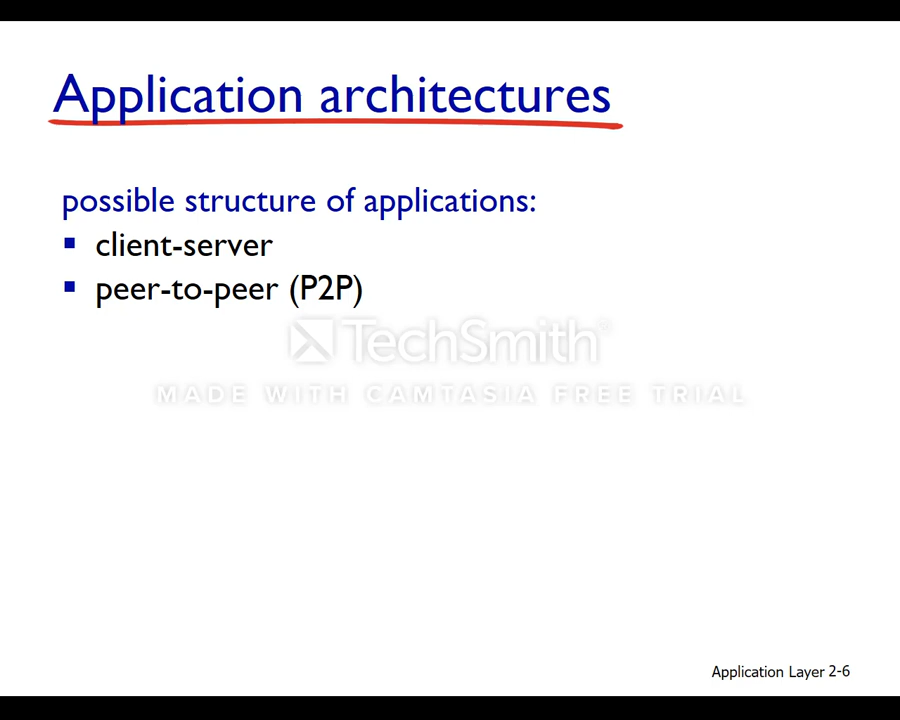 Application architectures
possible structure of applications:
▪ client-server
▪ peer-to-peer (P2P)
TechSmith®
MADE WITH CAMTASIA FREE TRIAL
Application Layer 2-6